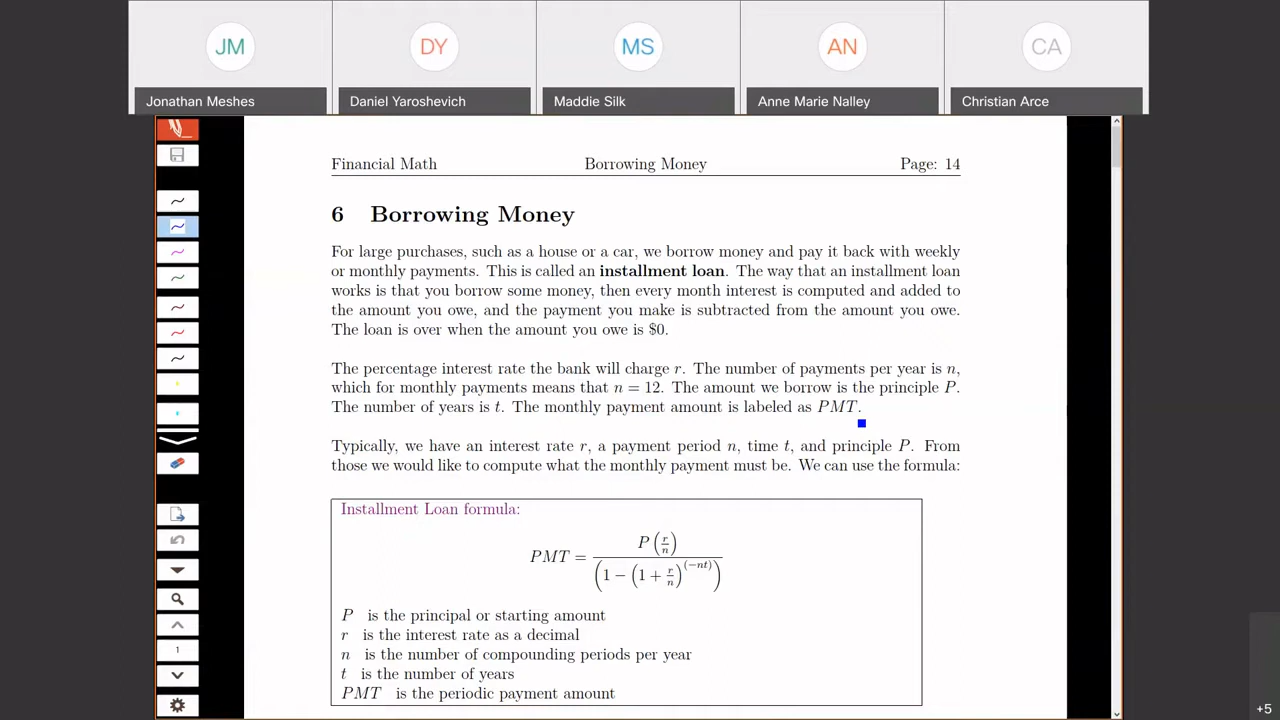 JM DY MS AN CA
Jonathan Meshes Daniel Yaroshevich Maddie Silk Anne Marie Nalley Christian Arce
Financial Math Borrowing Money Page: 14
6 Borrowing Money
For large purchases, such as a house or a car, we borrow money and pay it back with weekly
or monthly payments. This is called an installment loan. The way that an installment loan
works is that you borrow some money, then every month interest is computed and added to
the amount you owe, and the payment you make is subtracted from the amount you owe.
The loan is over when the amount you owe is $0.
The percentage interest rate the bank will charge r. The number of payments per year is n,
which for monthly payments means that n = 12. The amount we borrow is the principle P.
The number of years is t. The monthly payment amount is labeled as PMT.
Typically, we have an interest rate r, a payment period n, time t, and principle P. From
those we would like to compute what the monthly payment must be. We can use the formula:
Installment Loan formula:
PMT = P (r/n) / (1 − (1 + r/n)^(−nt))
P is the principal or starting amount
r is the interest rate as a decimal
n is the number of compounding periods per year
t is the number of years
PMT is the periodic payment amount
1
+5